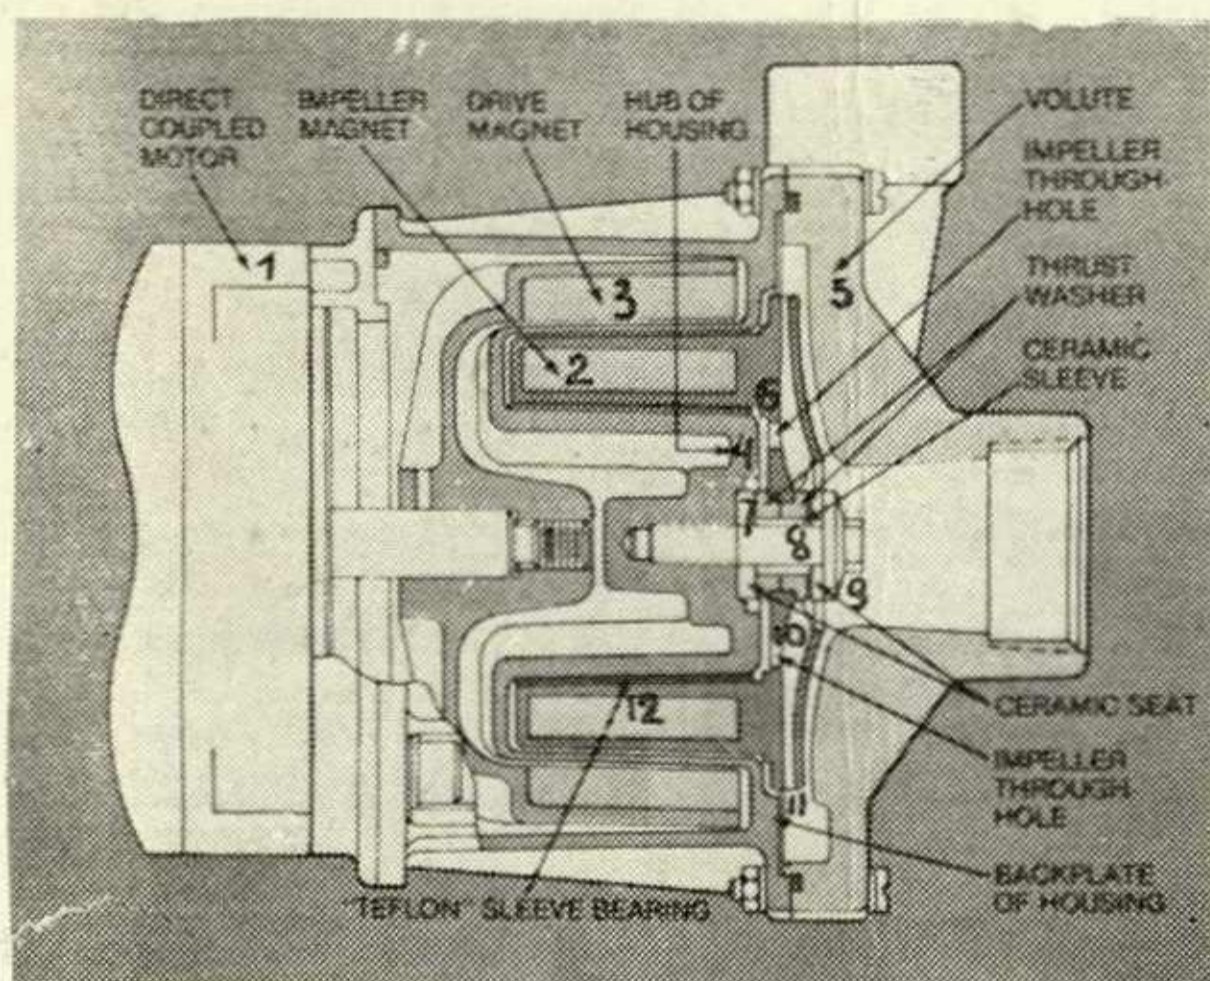 DIRECT
COUPLED
MOTOR
IMPELLER
MAGNET
DRIVE
MAGNET
HUB OF
HOUSING
VOLUTE
IMPELLER
THROUGH-
HOLE
THRUST
WASHER
CERAMIC
SLEEVE
1
3
5
2
6
4
7
8
9
10
12
11
CERAMIC SEAT
IMPELLER
THROUGH-
HOLE
BACKPLATE
OF HOUSING
"TEFLON" SLEEVE BEARING